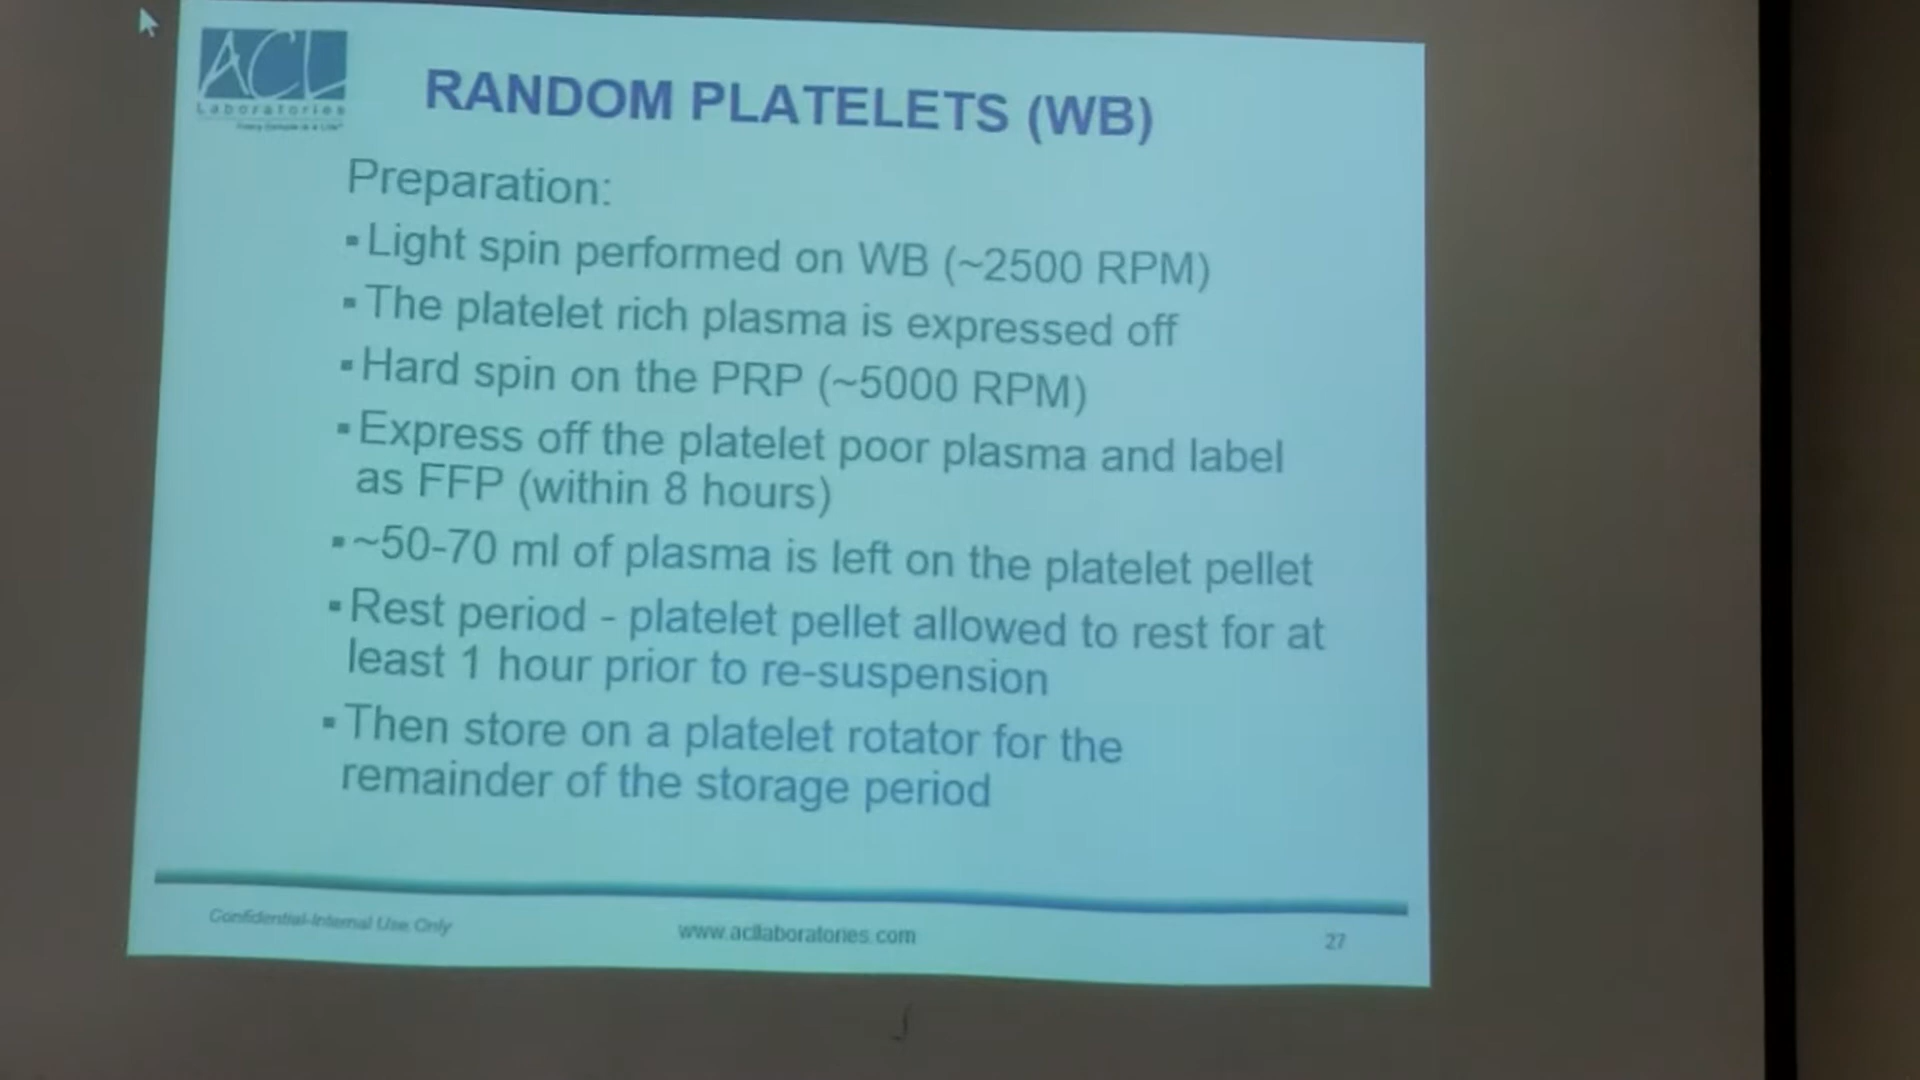 ACL
Laboratories
RANDOM PLATELETS (WB)
Preparation:
▪Light spin performed on WB (~2500 RPM)
▪The platelet rich plasma is expressed off
▪Hard spin on the PRP (~5000 RPM)
▪Express off the platelet poor plasma and label
as FFP (within 8 hours)
▪~50-70 ml of plasma is left on the platelet pellet
▪Rest period - platelet pellet allowed to rest for at
least 1 hour prior to re-suspension
▪Then store on a platelet rotator for the
remainder of the storage period
Confidential-Internal Use Only
www.acllaboratories.com
27